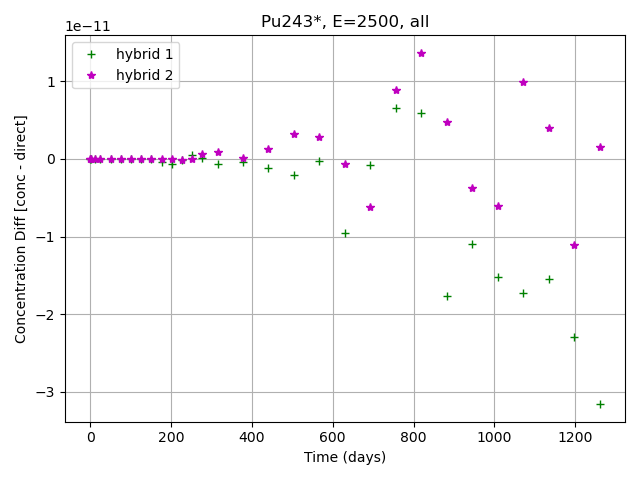 Pu243*, E=2500, all
1e−11
hybrid 1
hybrid 2
Concentration Diff [conc - direct]
1
0
−1
−2
−3
0 200 400 600 800 1000 1200
Time (days)